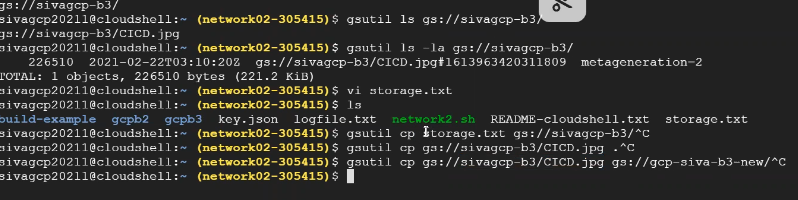 gs://sivagcp-b3/
sivagcp20211@cloudshell:~ (network02-305415)$ gsutil ls gs://sivagcp-b3/
gs://sivagcp-b3/CICD.jpg
sivagcp20211@cloudshell:~ (network02-305415)$ gsutil ls -la gs://sivagcp-b3/
226510 2021-02-22T03:10:20Z gs://sivagcp-b3/CICD.jpg#1613963420311809 metageneration=2
TOTAL: 1 objects, 226510 bytes (221.2 KiB)
sivagcp20211@cloudshell:~ (network02-305415)$ vi storage.txt
sivagcp20211@cloudshell:~ (network02-305415)$ ls
build-example gcpb2 gcpb3 key.json logfile.txt network2.sh README-cloudshell.txt storage.txt
sivagcp20211@cloudshell:~ (network02-305415)$ gsutil cp storage.txt gs://sivagcp-b3/^C
sivagcp20211@cloudshell:~ (network02-305415)$ gsutil cp gs://sivagcp-b3/CICD.jpg .^C
sivagcp20211@cloudshell:~ (network02-305415)$ gsutil cp gs://sivagcp-b3/CICD.jpg gs://gcp-siva-b3-new/^C
sivagcp20211@cloudshell:~ (network02-305415)$